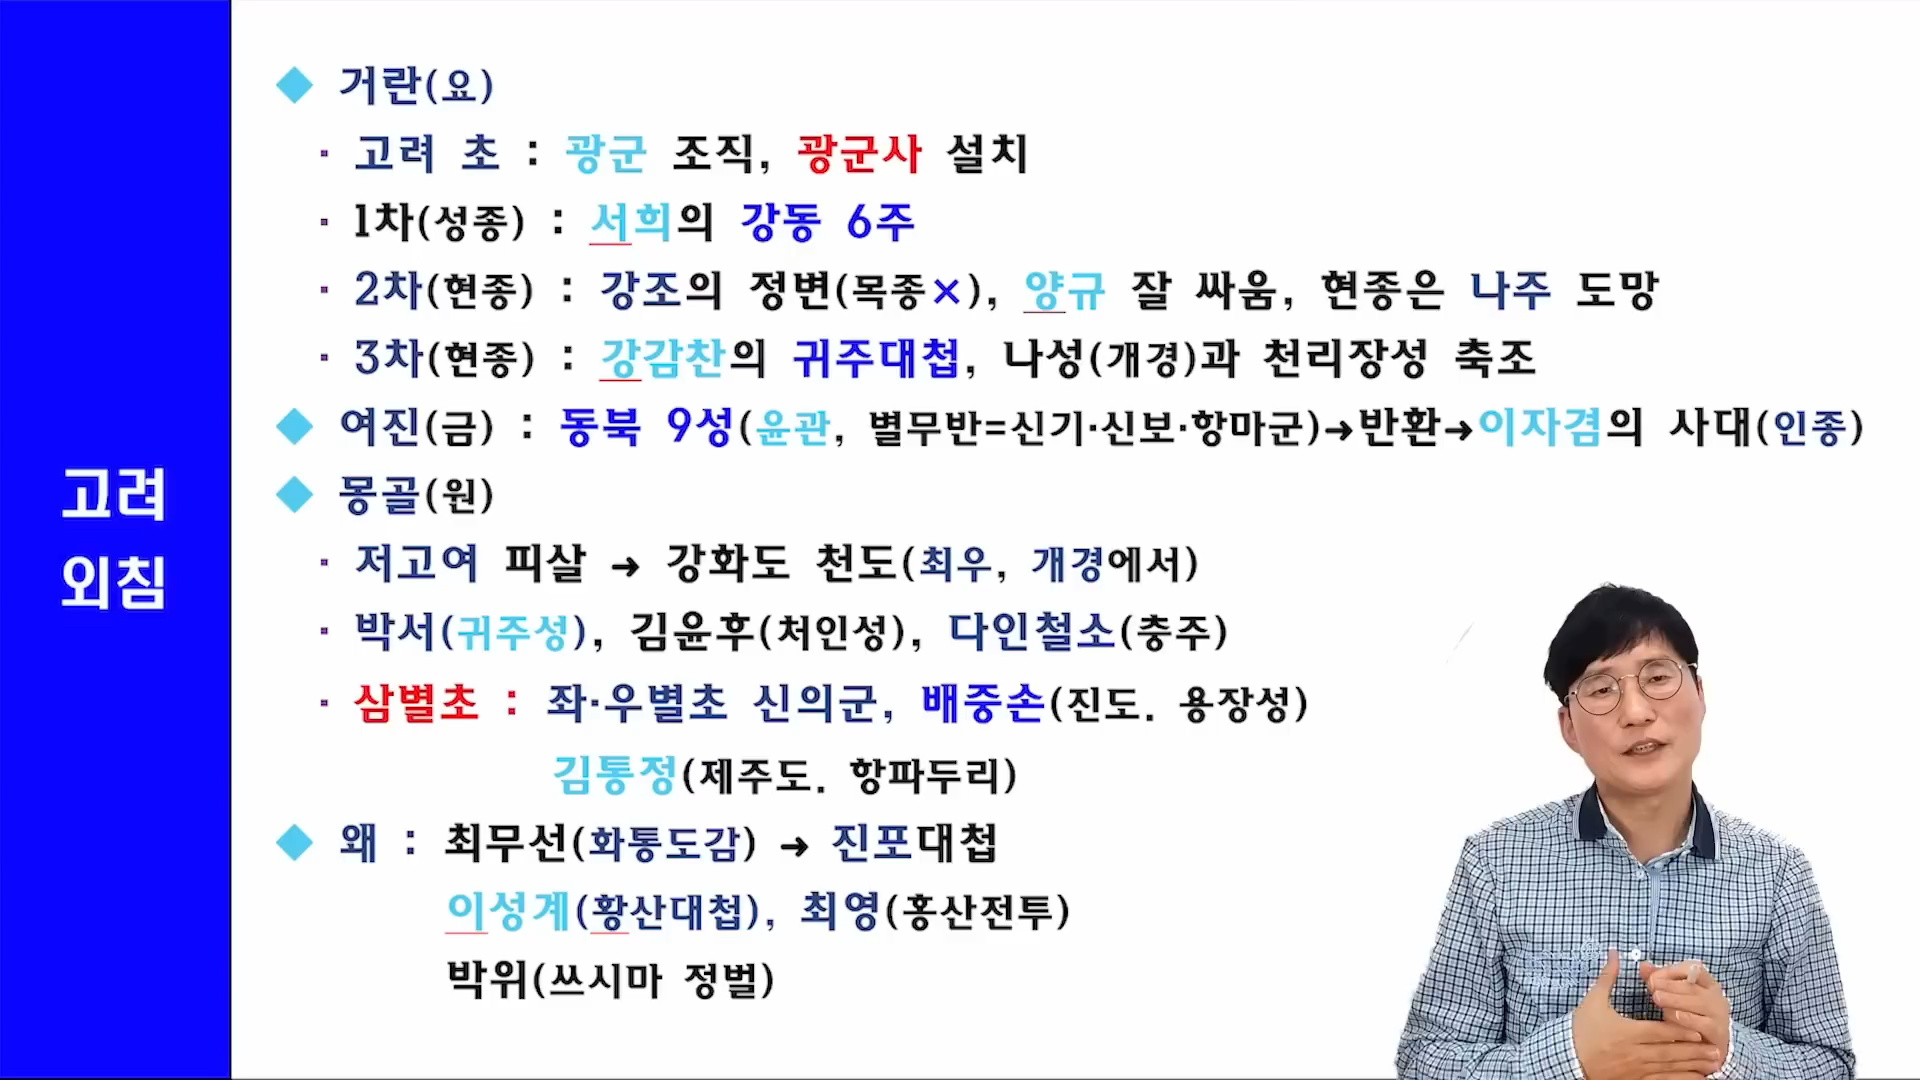 고려
외침
◆ 거란(요)
· 고려 초 : 광군 조직, 광군사 설치
· 1차(성종) : 서희의 강동 6주
· 2차(현종) : 강조의 정변(목종×), 양규 잘 싸움, 현종은 나주 도망
· 3차(현종) : 강감찬의 귀주대첩, 나성(개경)과 천리장성 축조
◆ 여진(금) : 동북 9성(윤관, 별무반=신기·신보·항마군)→반환→이자겸의 사대(인종)
◆ 몽골(원)
· 저고여 피살 → 강화도 천도(최우, 개경에서)
· 박서(귀주성), 김윤후(처인성), 다인철소(충주)
· 삼별초 : 좌·우별초 신의군, 배중손(진도. 용장성)
김통정(제주도. 항파두리)
◆ 왜 : 최무선(화통도감) → 진포대첩
이성계(황산대첩), 최영(홍산전투)
박위(쓰시마 정벌)